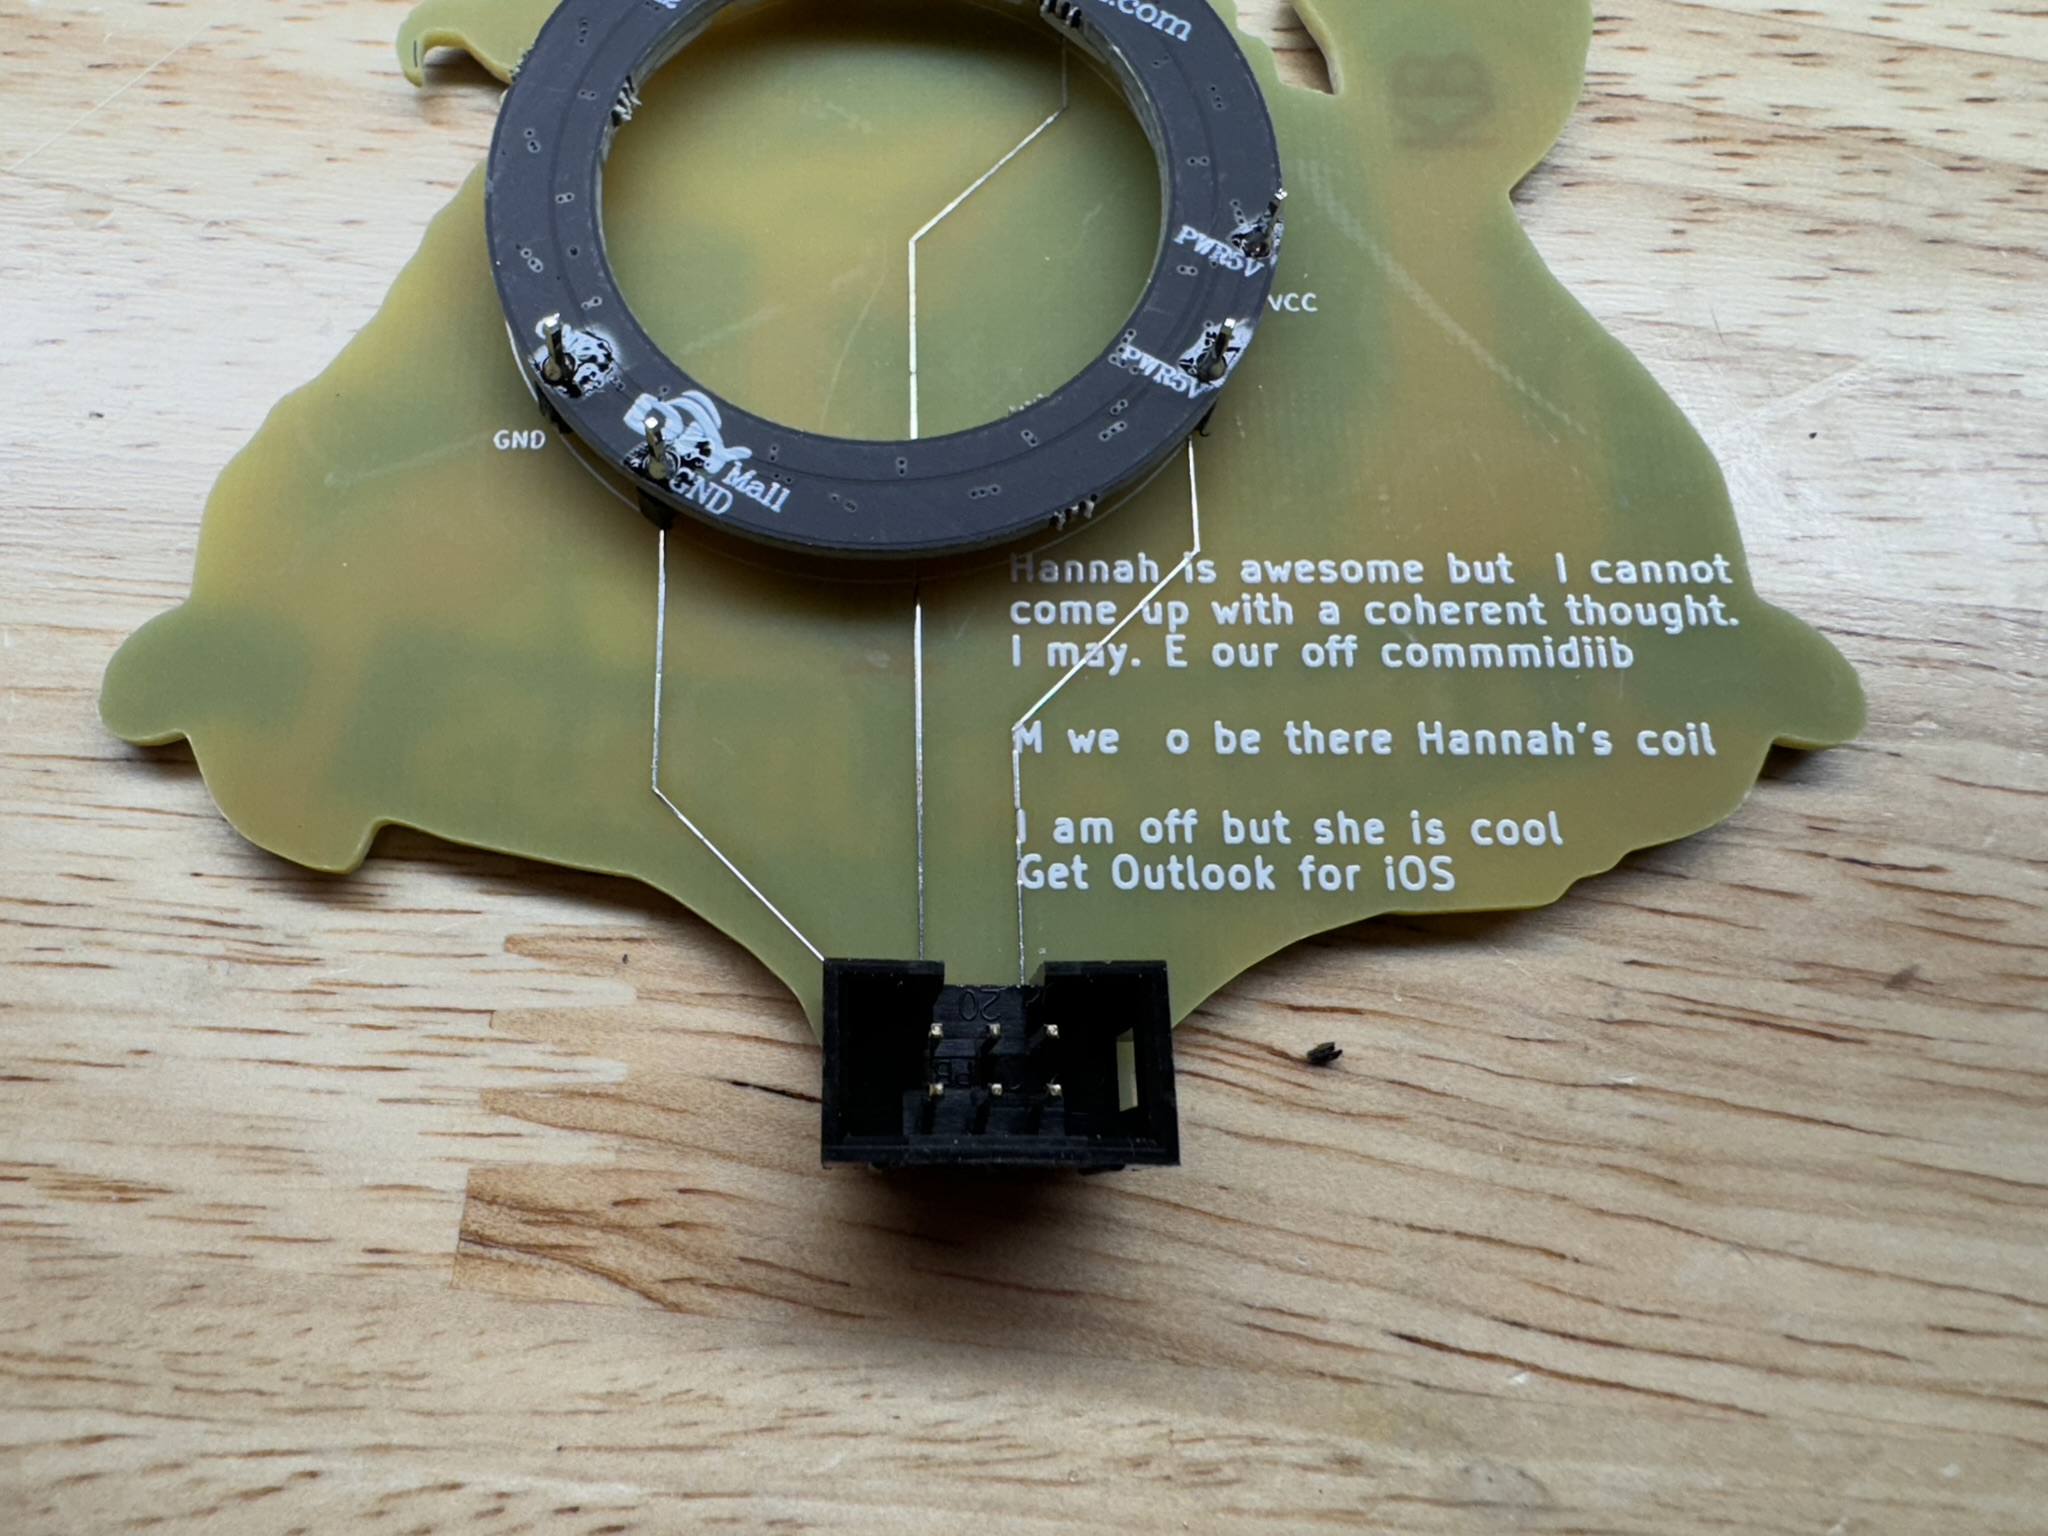 .com
PWR5V
VCC
PWR5V
GND
Mall
GND
Hannah is awesome but I cannot
come up with a coherent thought.
I may. E our off commmidiib
M we o be there Hannah's coil
I am off but she is cool
Get Outlook for iOS
20